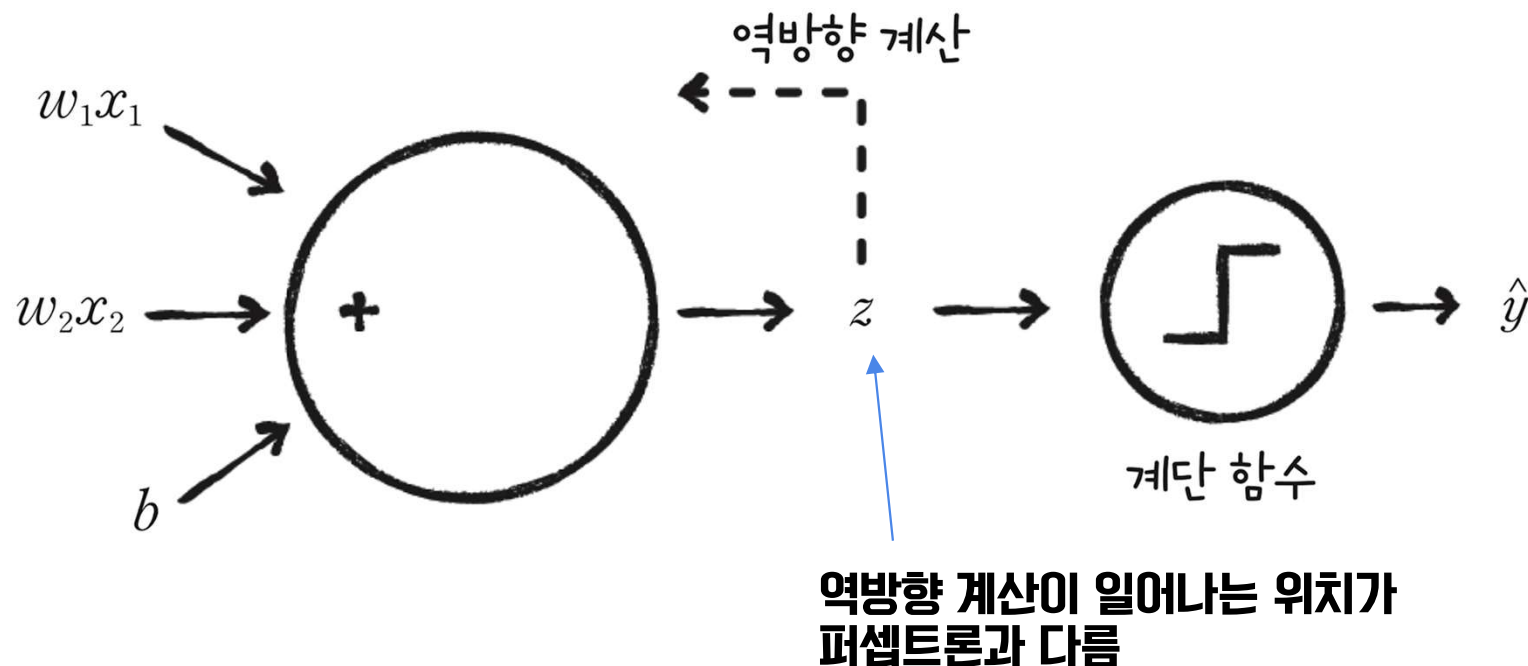 역방향 계산
w₁x₁
w₂x₂
+
z
ŷ
b
계단 함수
역방향 계산이 일어나는 위치가
퍼셉트론과 다름